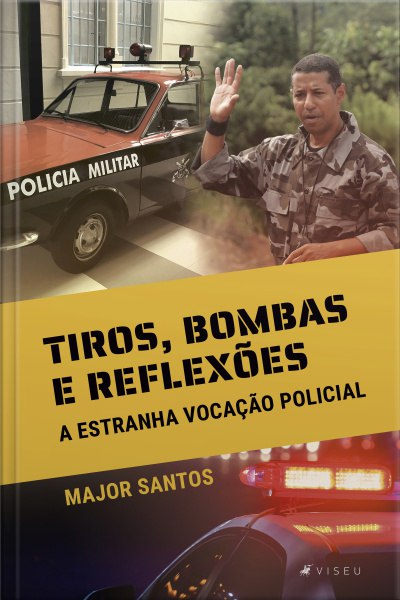 POLICIA MILITAR
TIROS, BOMBAS
E REFLEXÕES
A ESTRANHA VOCAÇÃO POLICIAL
MAJOR SANTOS
VISEU